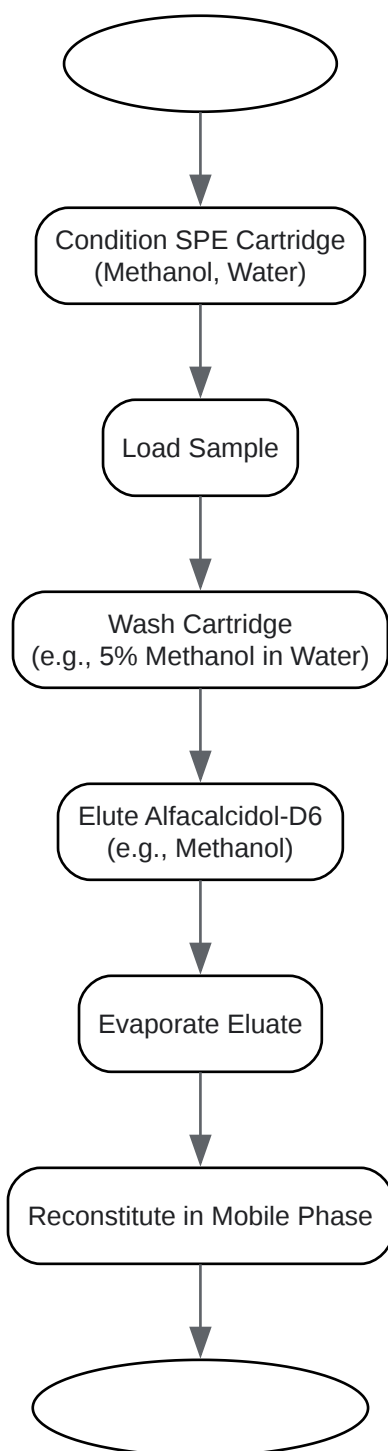 Condition SPE Cartridge
(Methanol, Water)
Load Sample
Wash Cartridge
(e.g., 5% Methanol in Water)
Elute Alfacalcidol-D6
(e.g., Methanol)
Evaporate Eluate
Reconstitute in Mobile Phase